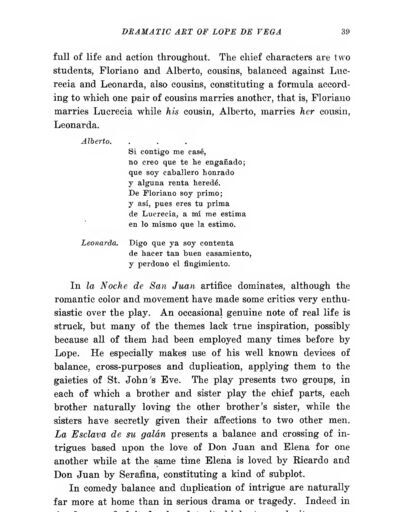 DRAMATIC ART OF LOPE DE VEGA 39
full of life and action throughout. The chief characters are two
students, Floriano and Alberto, cousins, balanced against Luc-
recia and Leonarda, also cousins, constituting a formula accord-
ing to which one pair of cousins marries another, that is, Floriano
marries Lucrecia while his cousin, Alberto, marries her cousin,
Leonarda.
Alberto. . . .
Si contigo me casé,
no creo que te he engañado;
que soy caballero honrado
y alguna renta heredé.
De Floriano soy primo;
y así, pues eres tu prima
de Lucrecia, a mí me estima
en lo mismo que la estimo.
Leonarda. Digo que ya soy contenta
de hacer tan buen casamiento,
y perdono el fingimiento.
In la Noche de San Juan artifice dominates, although the
romantic color and movement have made some critics very enthu-
siastic over the play. An occasional genuine note of real life is
struck, but many of the themes lack true inspiration, possibly
because all of them had been employed many times before by
Lope. He especially makes use of his well known devices of
balance, cross-purposes and duplication, applying them to the
gaieties of St. John's Eve. The play presents two groups, in
each of which a brother and sister play the chief parts, each
brother naturally loving the other brother's sister, while the
sisters have secretly given their affections to two other men.
La Esclava de su galán presents a balance and crossing of in-
trigues based upon the love of Don Juan and Elena for one
another while at the same time Elena is loved by Ricardo and
Don Juan by Serafina, constituting a kind of subplot.
In comedy balance and duplication of intrigue are naturally
far more at home than in serious drama or tragedy. Indeed in